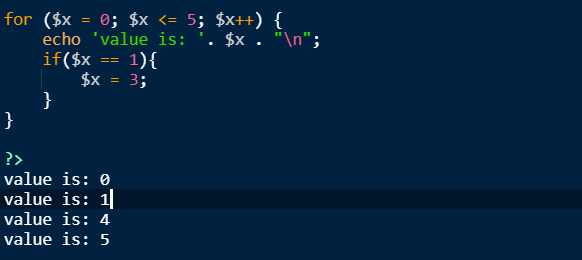 for ($x = 0; $x <= 5; $x++) {
    echo 'value is: '. $x . "\n";
    if($x == 1){
        $x = 3;
    }
}

?>
value is: 0
value is: 1
value is: 4
value is: 5